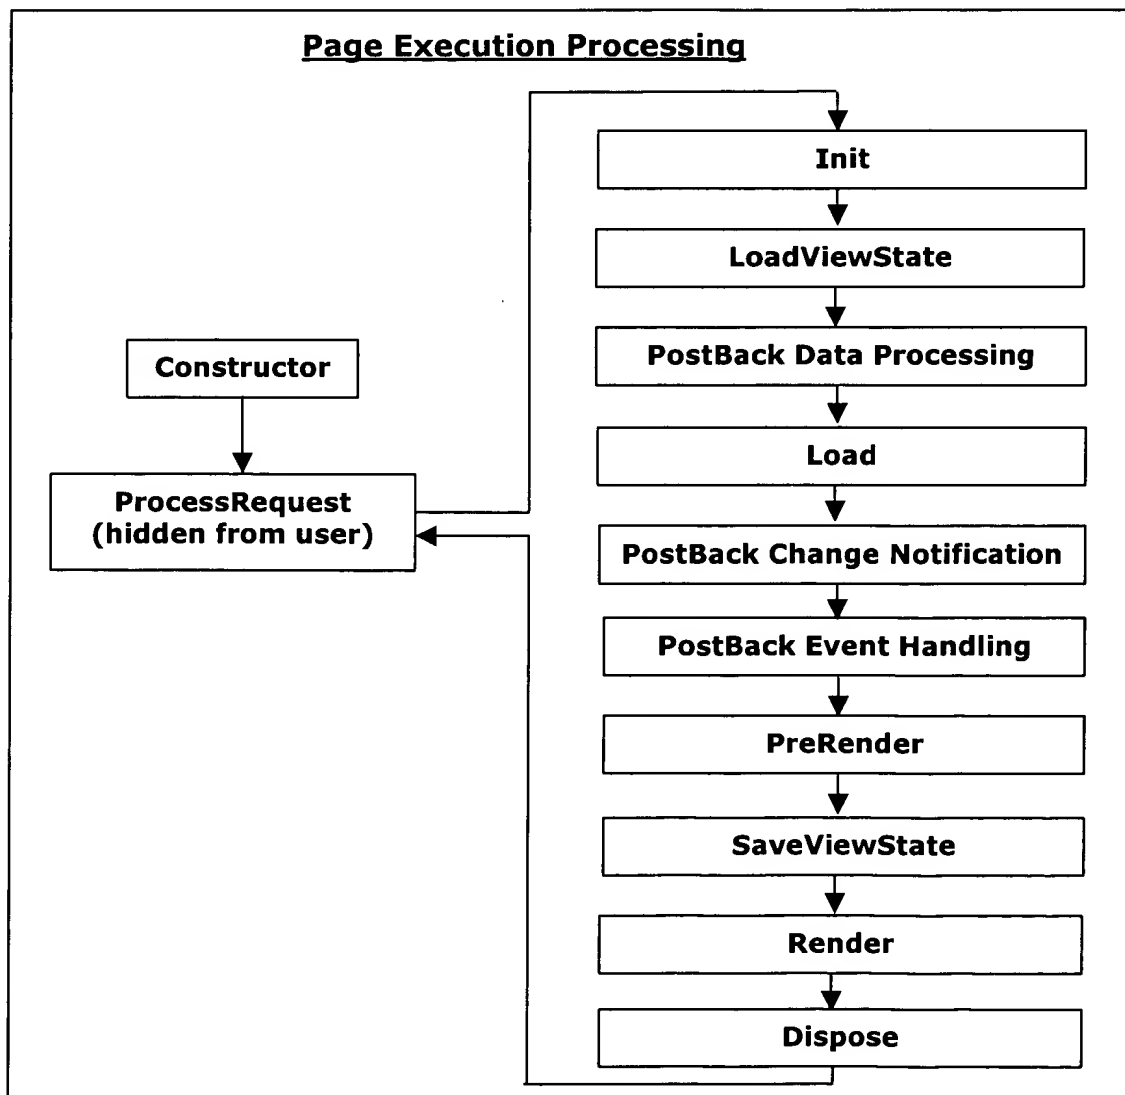 Page Execution Processing
Constructor
ProcessRequest
(hidden from user)
Init
LoadViewState
PostBack Data Processing
Load
PostBack Change Notification
PostBack Event Handling
PreRender
SaveViewState
Render
Dispose